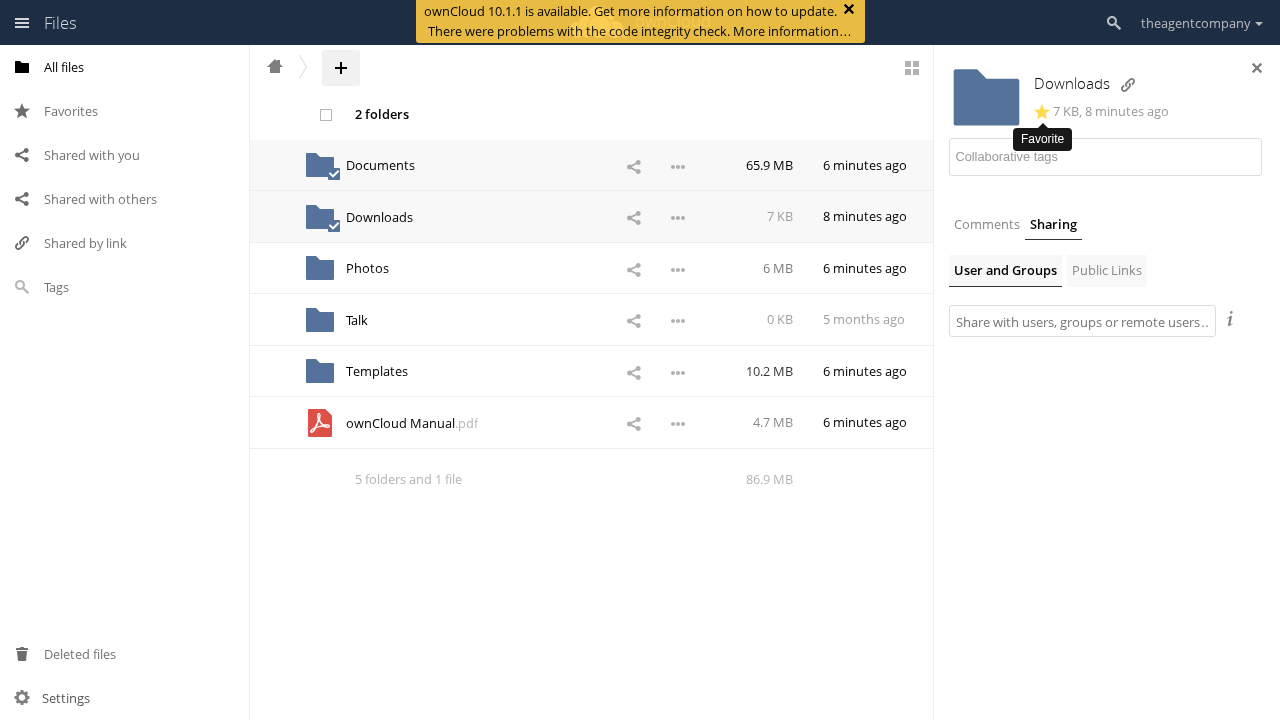 Files
ownCloud 10.1.1 is available. Get more information on how to update.
There were problems with the code integrity check. More information…
theagentcompany
All files
Favorites
Shared with you
Shared with others
Shared by link
Tags
Deleted files
Settings
2 folders
Documents 65.9 MB 6 minutes ago
Downloads 7 KB 8 minutes ago
Photos 6 MB 6 minutes ago
Talk 0 KB 5 months ago
Templates 10.2 MB 6 minutes ago
ownCloud Manual.pdf 4.7 MB 6 minutes ago
5 folders and 1 file 86.9 MB
Downloads
7 KB, 8 minutes ago
Favorite
Collaborative tags
Comments Sharing
User and Groups Public Links
Share with users, groups or remote users…